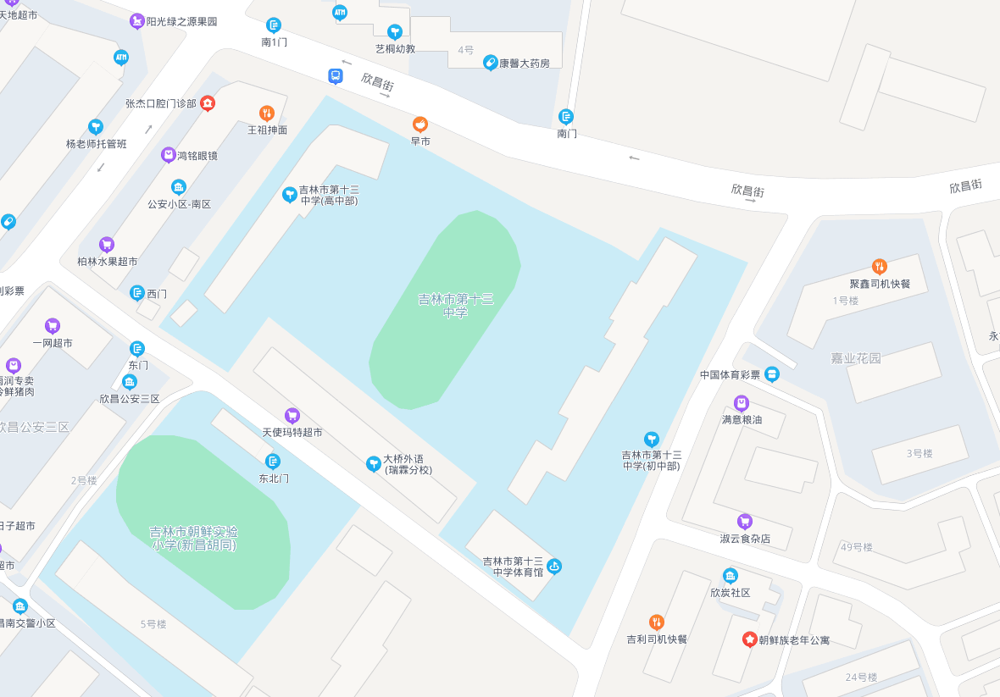 天地超市
阳光绿之源果园
ATM
南1门
ATM
艺桐幼教
4号
康馨大药房
ATM
欣昌街
张杰口腔门诊部
王祖抻面
早市
南门
杨老师托管班
鸿铭眼镜
公安小区-南区
吉林市第十三
中学(高中部)
欣昌街
欣昌街
柏林水果超市
西门
利彩票
吉林市第十三
中学
聚鑫司机快餐
1号楼
一网超市
东门
嘉业花园
永
中国体育彩票
雨润专卖
冷鲜猪肉
欣昌公安三区
天使玛特超市
满意粮油
欣昌公安三区
吉林市第十三
中学(初中部)
3号楼
大桥外语
(瑞霖分校)
东北门
2号楼
日子超市
吉林市朝鲜实验
小学(新昌胡同)
淑云食杂店
49号楼
超市
吉林市第十三
中学体育馆
欣炭社区
昌南交警小区
5号楼
吉利司机快餐
朝鲜族老年公寓
24号楼